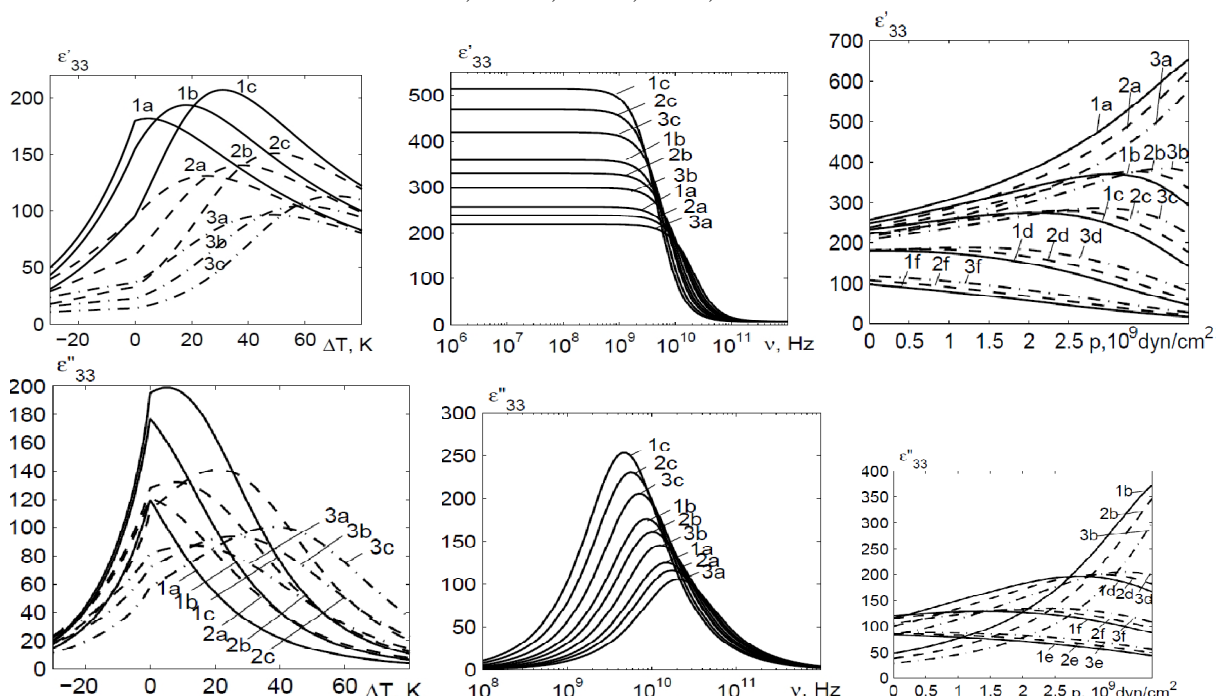 ε'33
200
150
100
50
0
1a
1b
1c
2a
2b
2c
3a
3b
3c
−20 0 20 40 60 ΔT, K
ε'33
500
400
300
200
100
0
1c
2c
3c
1b
2b
3b
1a
2a
3a
10^6 10^7 10^8 10^9 10^10 10^11 ν, Hz
ε'33
700
600
500
400
300
200
100
0
3a
2a
1a
1b 2b 3b
1c 2c 3c
1d 2d 3d
1f 2f 3f
0 0.5 1 1.5 2 2.5 p,10^9 dyn/cm^2
ε''33
200
180
160
140
120
100
80
60
40
20
0
3a
3b
3c
1a
1b
1c
2a
2b
2c
−20 0 20 40 60 ΔT, K
ε''33
300
250
200
150
100
50
0
1c
2c
3c
1b
2b
3b
1a
2a
3a
10^8 10^9 10^10 10^11 ν, Hz
ε''33
400
350
300
250
200
150
100
50
0
1b
2b
3b
1d 2d 3d
1f 2f 3f
1e 2e 3e
0 0.5 1 1.5 2 2.5 p,10^9 dyn/cm^2